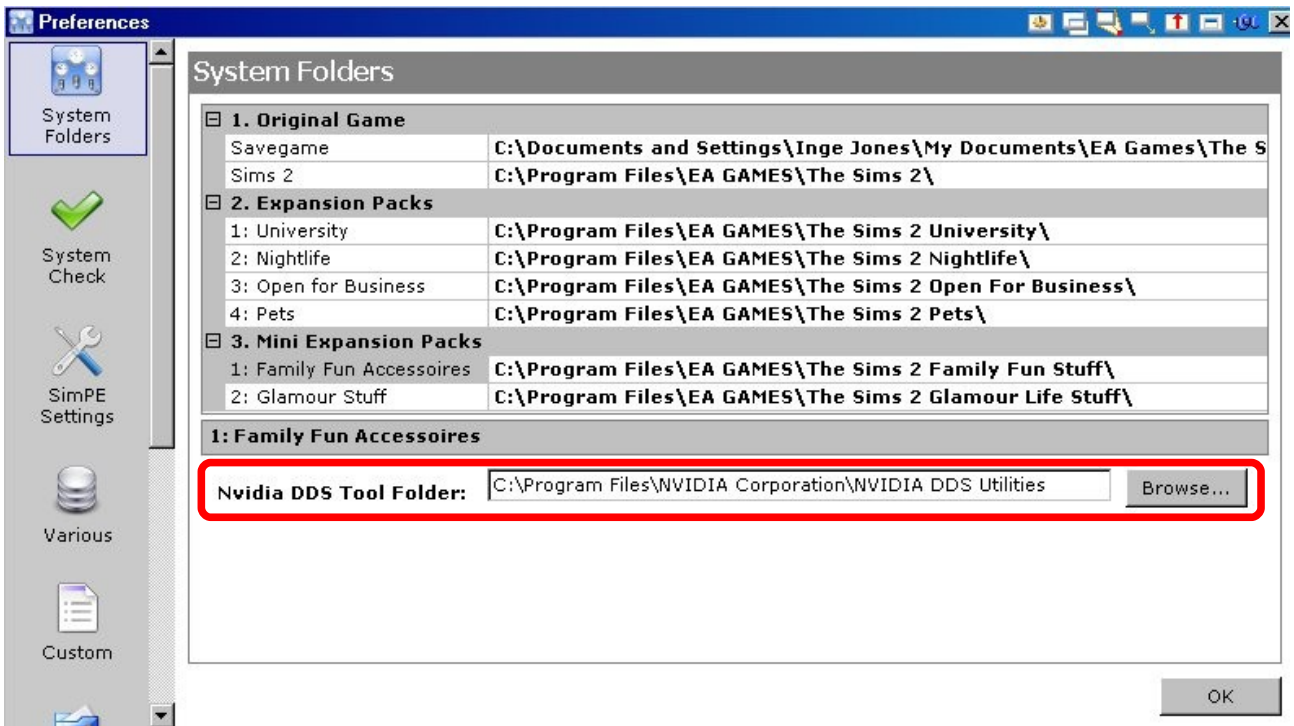 Preferences
System Folders
System
Folders
System
Check
SimPE
Settings
Various
Custom
1. Original Game
Savegame C:\Documents and Settings\Inge Jones\My Documents\EA Games\The S
Sims 2 C:\Program Files\EA GAMES\The Sims 2\
2. Expansion Packs
1: University C:\Program Files\EA GAMES\The Sims 2 University\
2: Nightlife C:\Program Files\EA GAMES\The Sims 2 Nightlife\
3: Open for Business C:\Program Files\EA GAMES\The Sims 2 Open For Business\
4: Pets C:\Program Files\EA GAMES\The Sims 2 Pets\
3. Mini Expansion Packs
1: Family Fun Accessoires C:\Program Files\EA GAMES\The Sims 2 Family Fun Stuff\
2: Glamour Stuff C:\Program Files\EA GAMES\The Sims 2 Glamour Life Stuff\
1: Family Fun Accessoires
Nvidia DDS Tool Folder: C:\Program Files\NVIDIA Corporation\NVIDIA DDS Utilities Browse...
OK